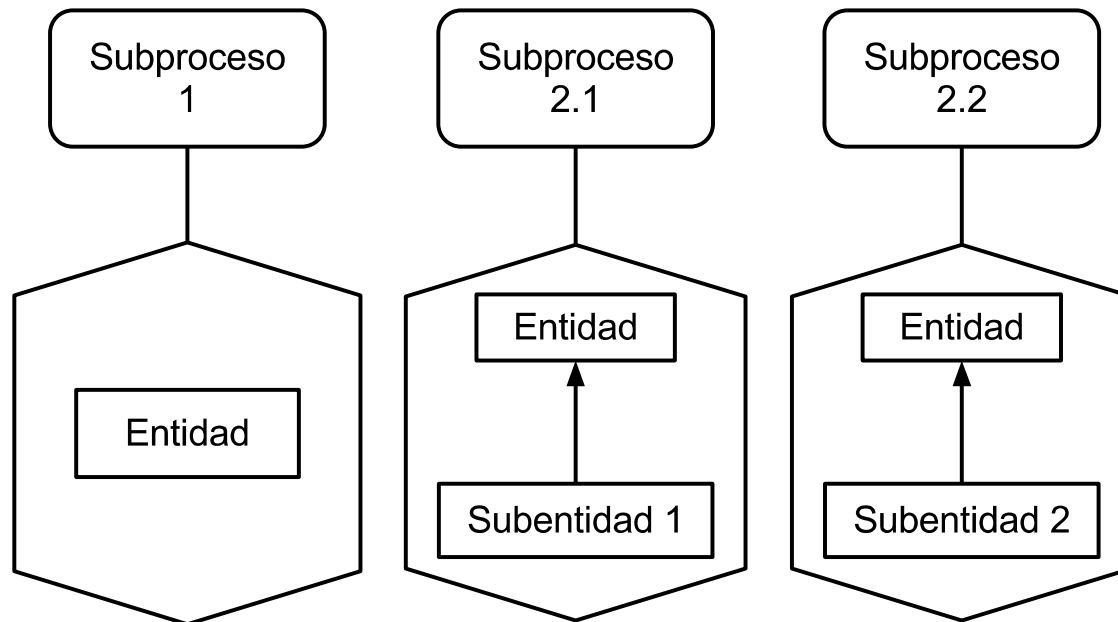 Subproceso
1
Subproceso
2.1
Subproceso
2.2
Entidad
Entidad
Entidad
Subentidad 1
Subentidad 2